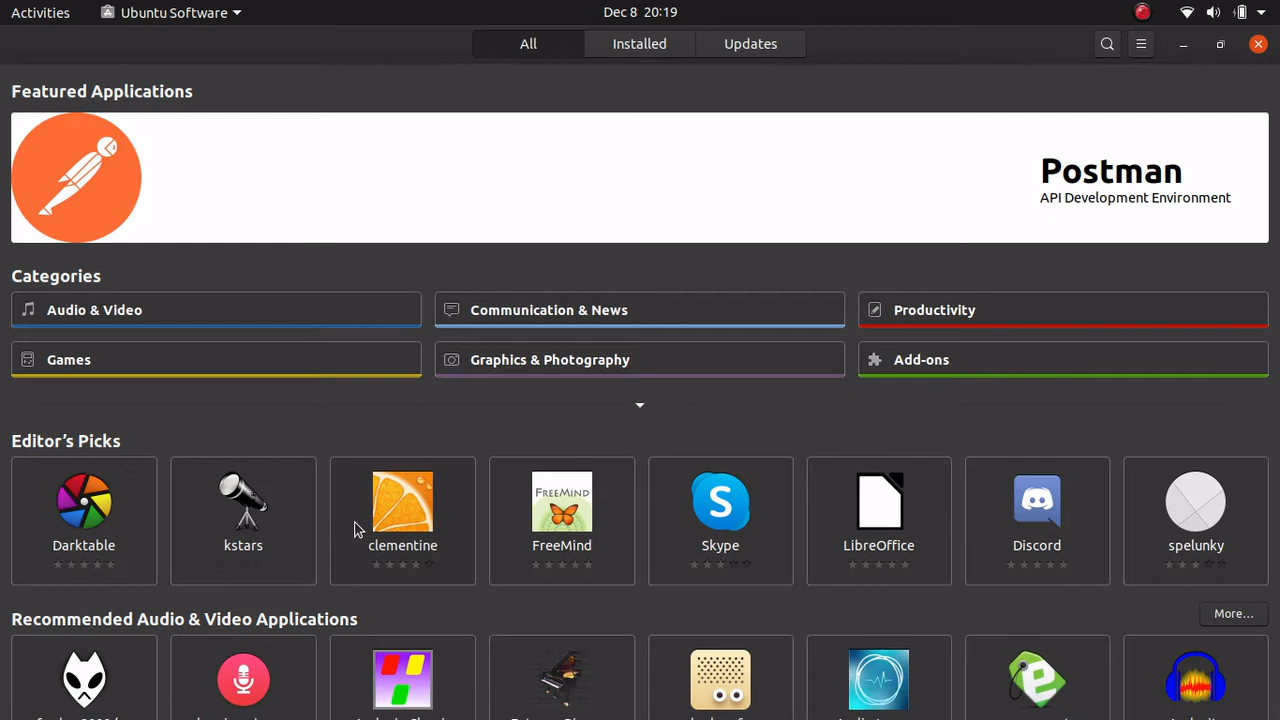 Activities
Ubuntu Software
Dec 8 20:19
All
Installed
Updates
Featured Applications
Postman
API Development Environment
Categories
Audio & Video
Communication & News
Productivity
Games
Graphics & Photography
Add-ons
Editor's Picks
FREEMIND
Darktable
kstars
clementine
FreeMind
Skype
LibreOffice
Discord
spelunky
Recommended Audio & Video Applications
More...